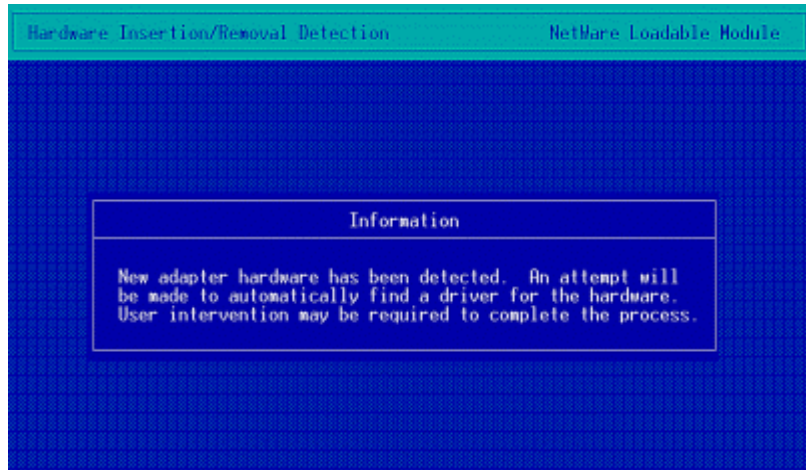 Hardware Insertion/Removal Detection NetWare Loadable Module
Information
New adapter hardware has been detected. An attempt will
be made to automatically find a driver for the hardware.
User intervention may be required to complete the process.